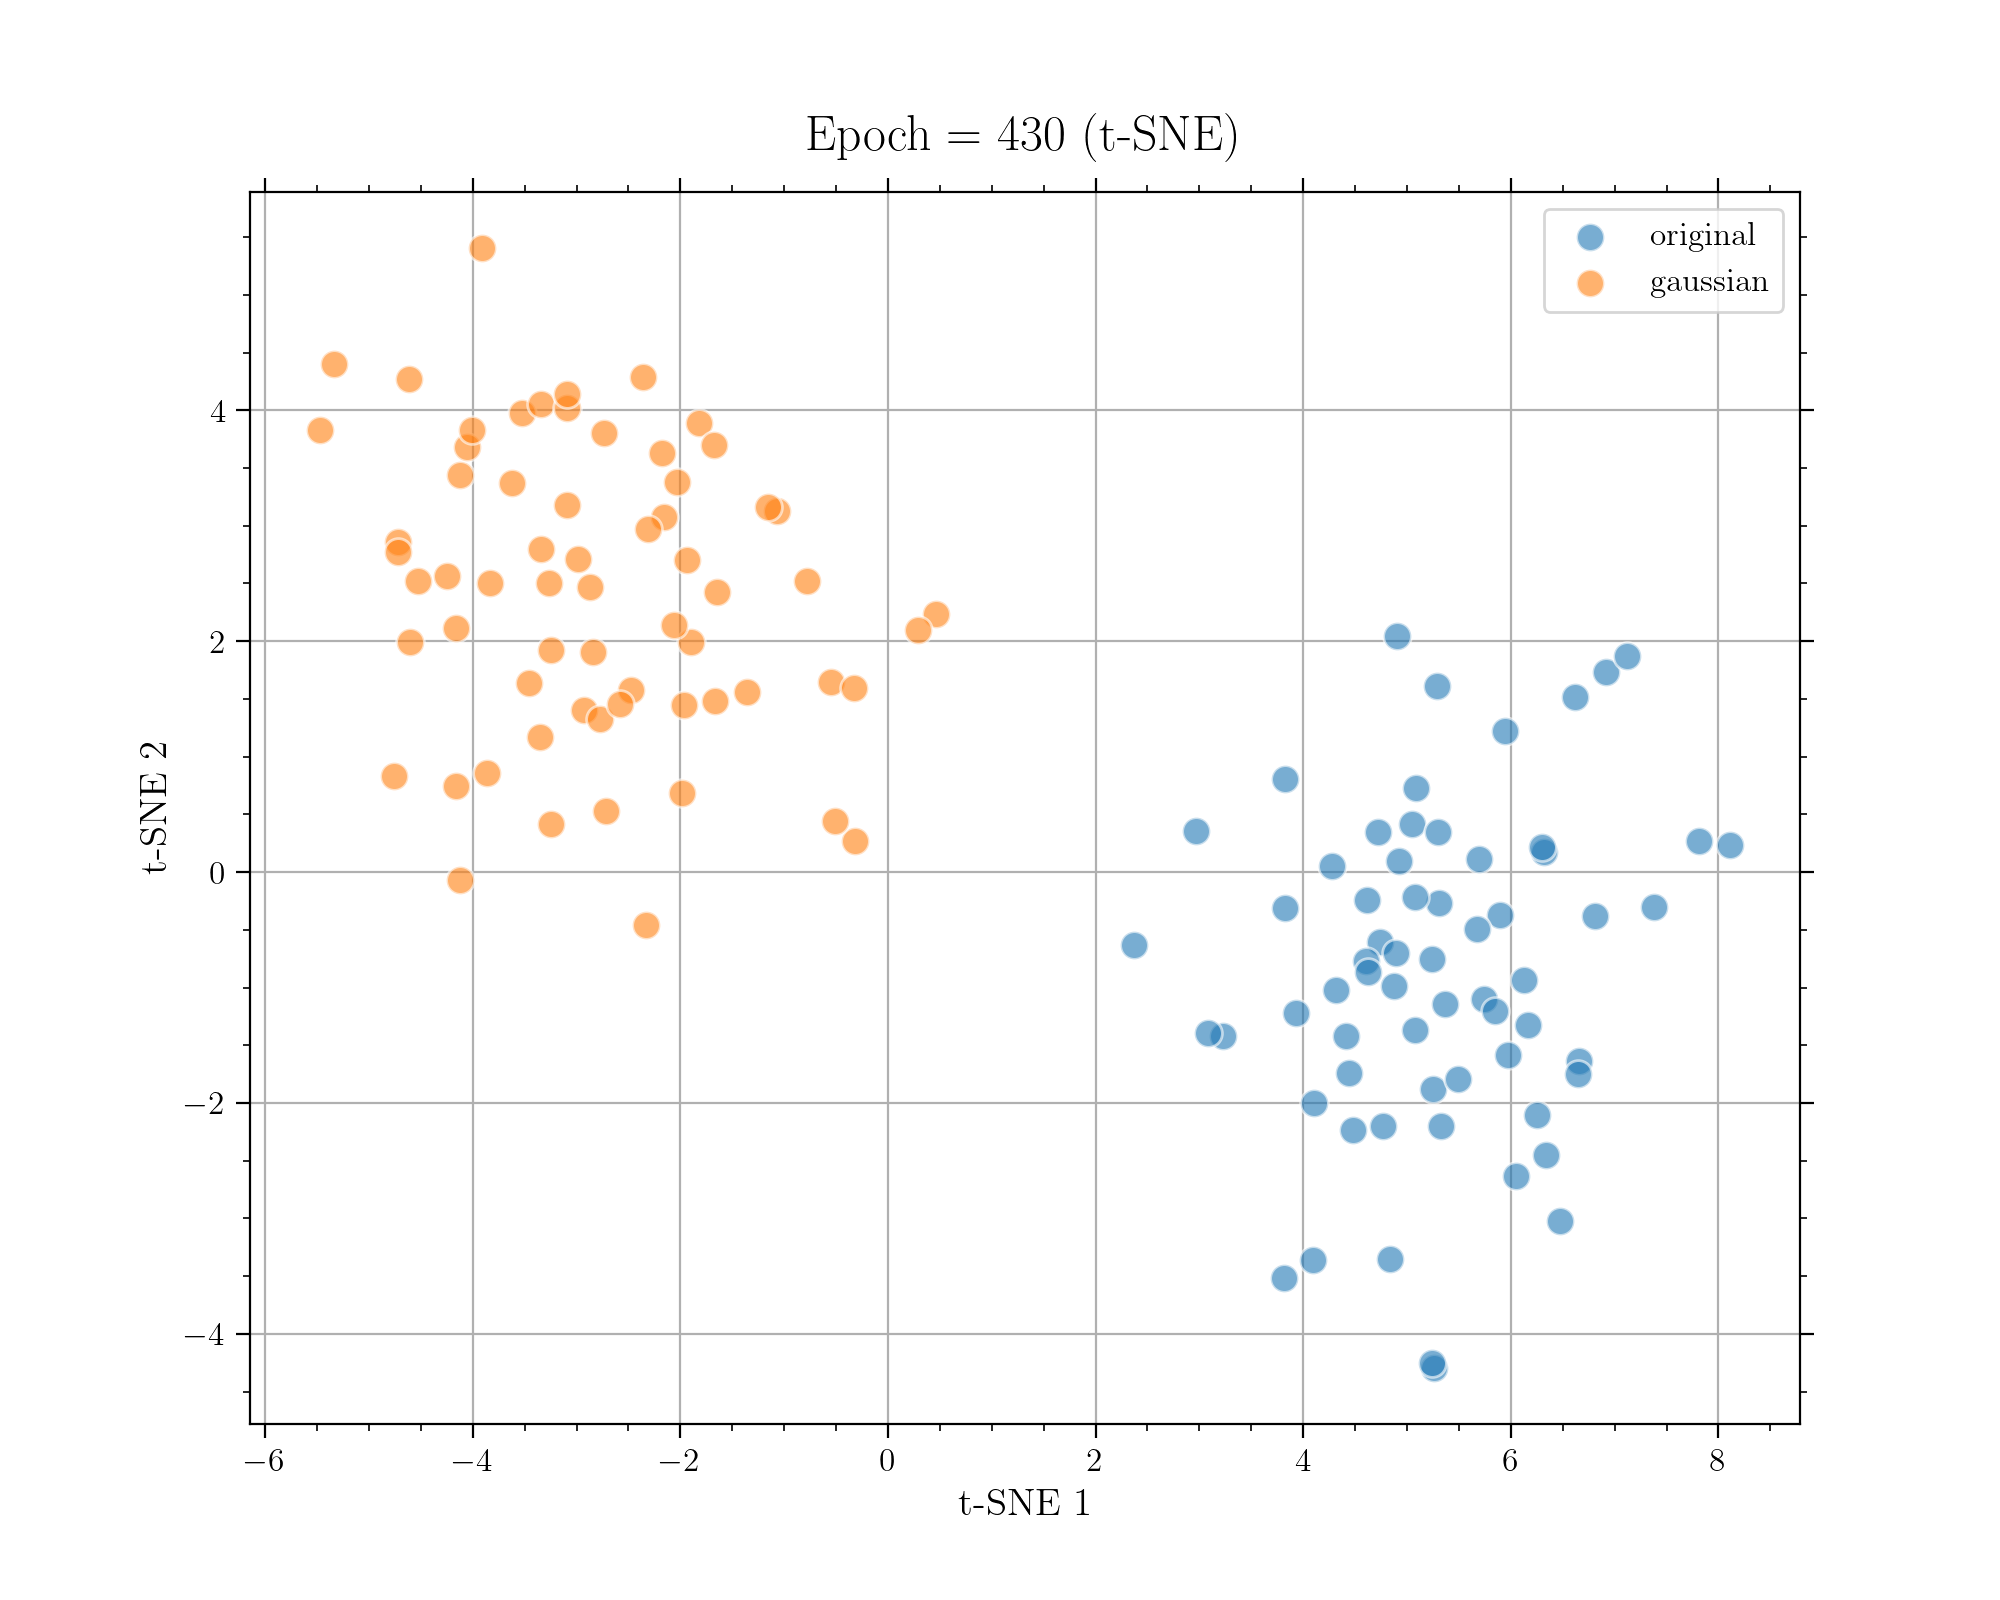 Epoch = 430 (t-SNE)
original
gaussian
t-SNE 2
4
2
0
−2
−4
−6 −4 −2 0 2 4 6 8
t-SNE 1